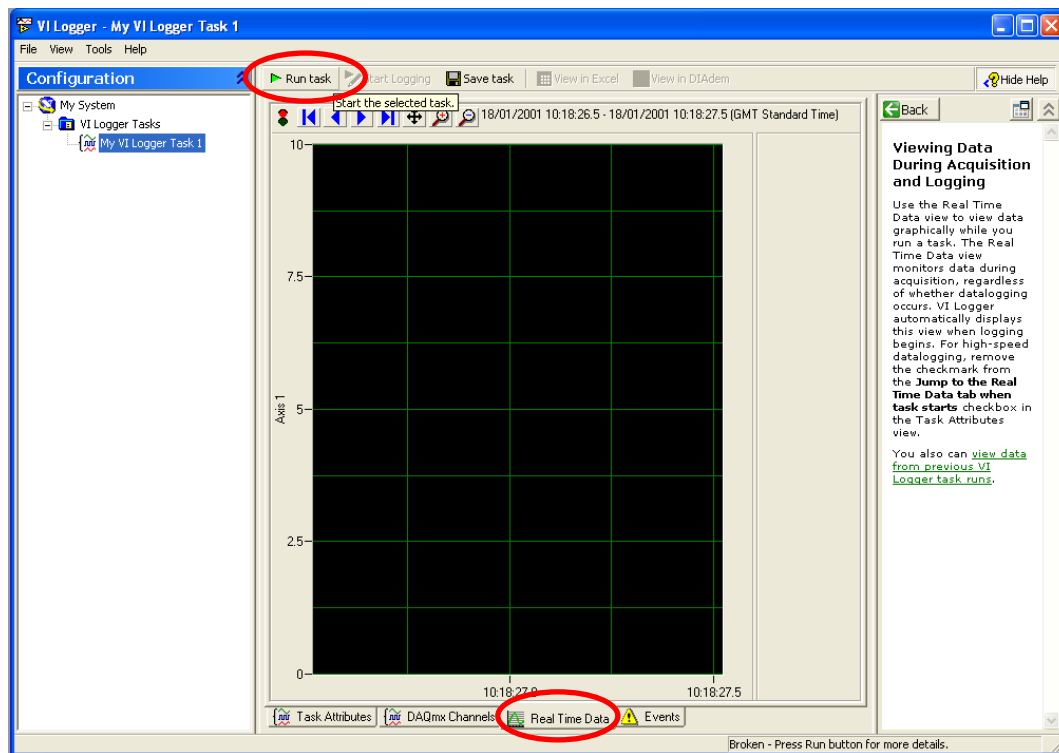 VI Logger - My VI Logger Task 1
File View Tools Help
Configuration
Run task Start Logging Save task View in Excel View in DIAdem Hide Help
Start the selected task.
My System
VI Logger Tasks
My VI Logger Task 1
18/01/2001 10:18:26.5 - 18/01/2001 10:18:27.5 (GMT Standard Time)
10
7.5
Axis 1
5
2.5
0
10:18:27.0 10:18:27.5
Back
Viewing Data
During Acquisition
and Logging
Use the Real Time
Data view to view data
graphically while you
run a task. The Real
Time Data view
monitors data during
acquisition, regardless
of whether datalogging
occurs. VI Logger
automatically displays
this view when logging
begins. For high-speed
datalogging, remove
the checkmark from
the Jump to the Real
Time Data tab when
task starts checkbox in
the Task Attributes
view.
You also can view data
from previous VI
Logger task runs.
Task Attributes DAQmx Channels Real Time Data Events
Broken - Press Run button for more details.